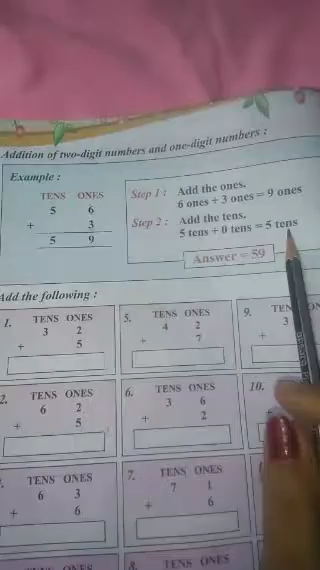 Addition of two-digit numbers and one-digit numbers :
Example :
TENS ONES
5 6
+ 3
5 9
Step 1 : Add the ones.
6 ones + 3 ones = 9 ones
Step 2 : Add the tens.
5 tens + 0 tens = 5 tens
Answer = 59
Add the following :
1. TENS ONES
3 2
+ 5
5. TENS ONES
4 2
+ 7
9.
3
+
2. TENS ONES
6 2
+ 5
6. TENS ONES
3 6
+ 2
10.
TENS ONES
6 3
+ 6
7. TENS ONES
7 1
+ 6
8. TENS ONES